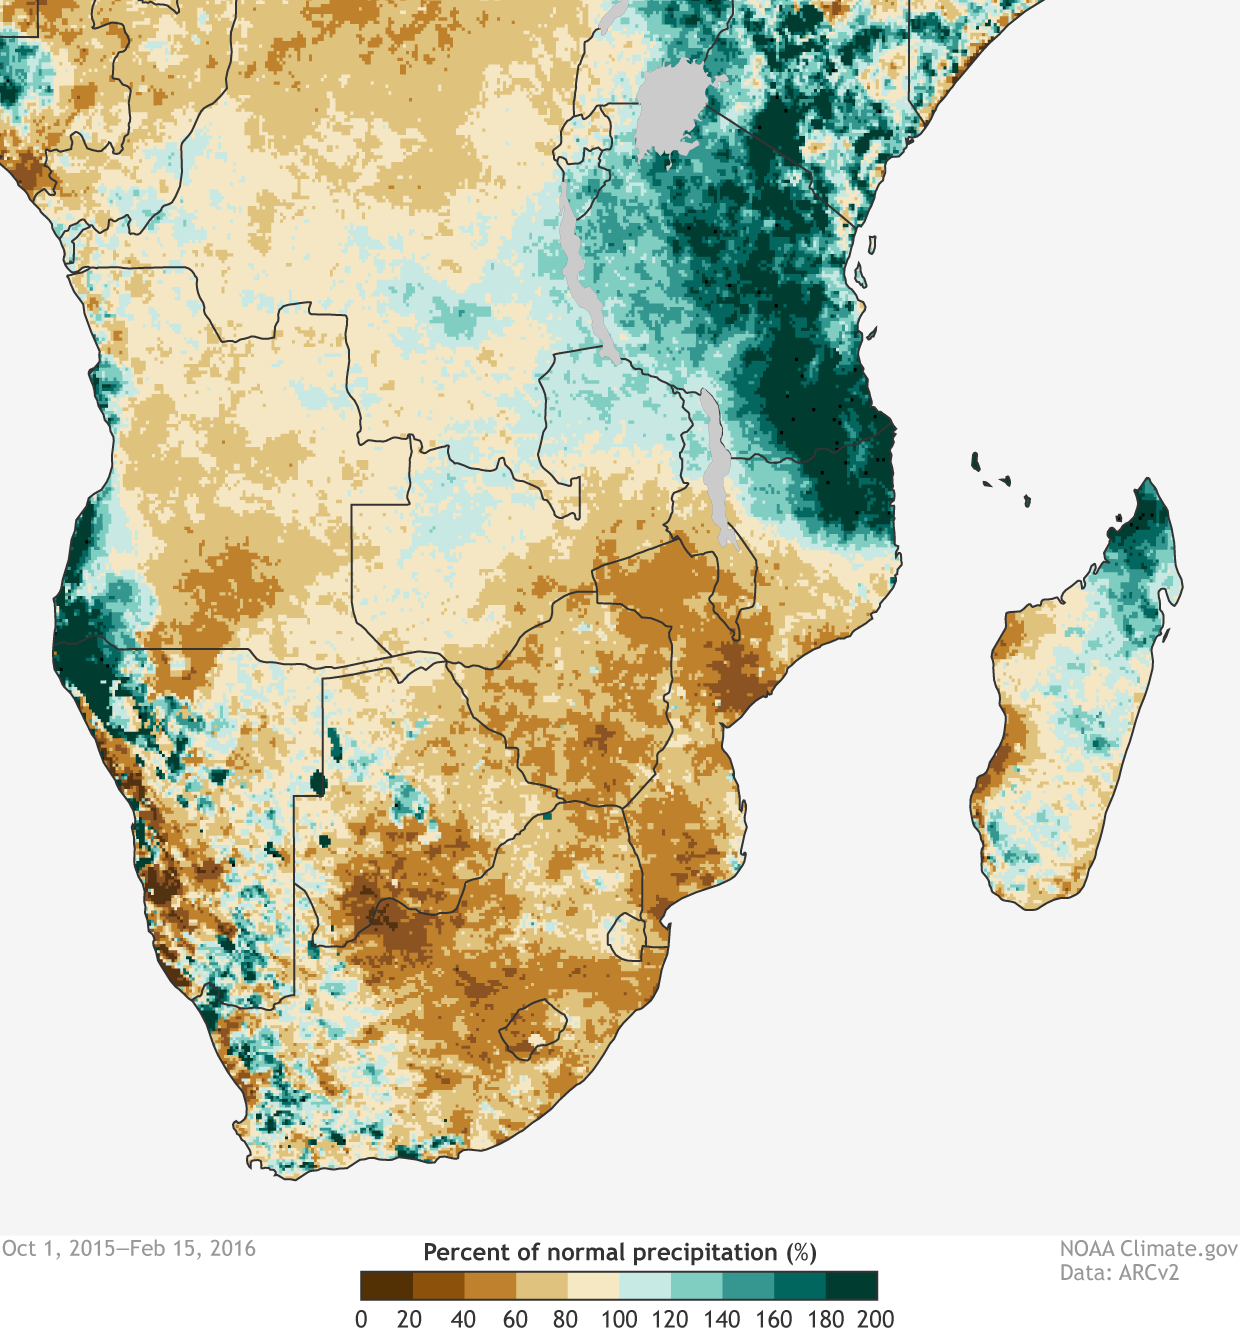 Oct 1, 2015–Feb 15, 2016
Percent of normal precipitation (%)
NOAA Climate.gov
Data: ARCv2
0 20 40 60 80 100 120 140 160 180 200